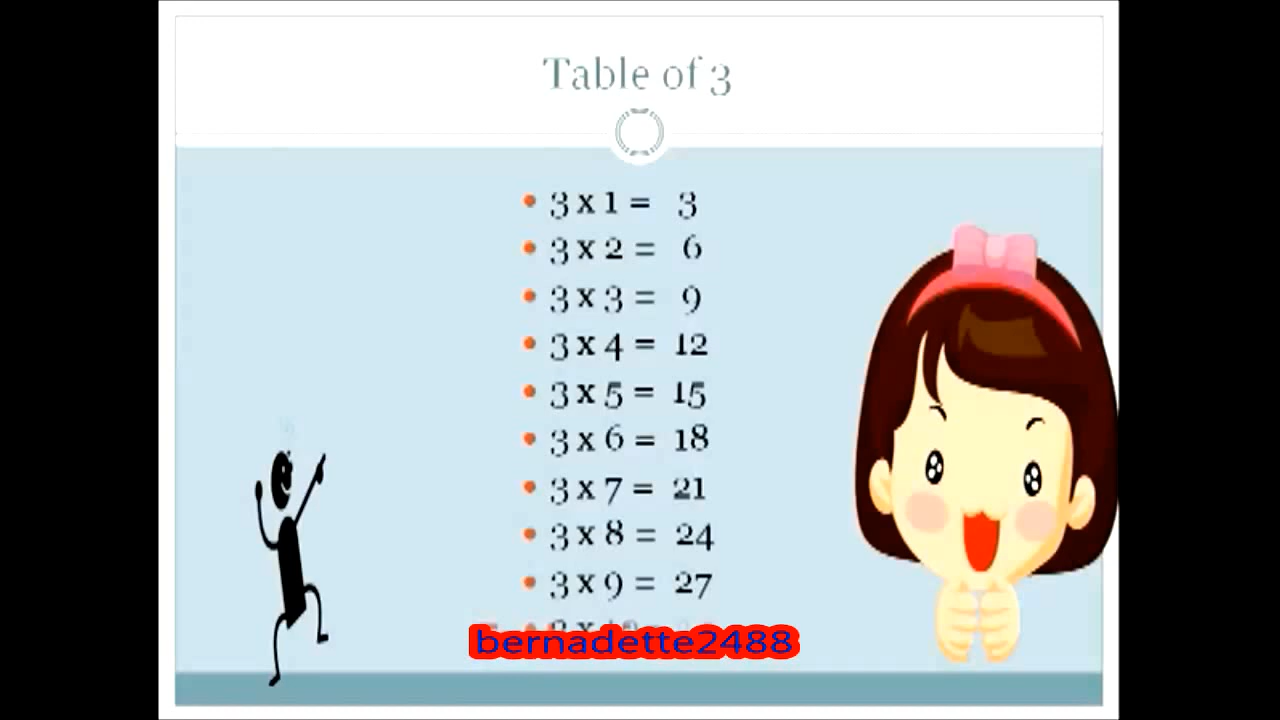 Table of 3
3 x 1 = 3
3 x 2 = 6
3 x 3 = 9
3 x 4 = 12
3 x 5 = 15
3 x 6 = 18
3 x 7 = 21
3 x 8 = 24
3 x 9 = 27
bernadette2488